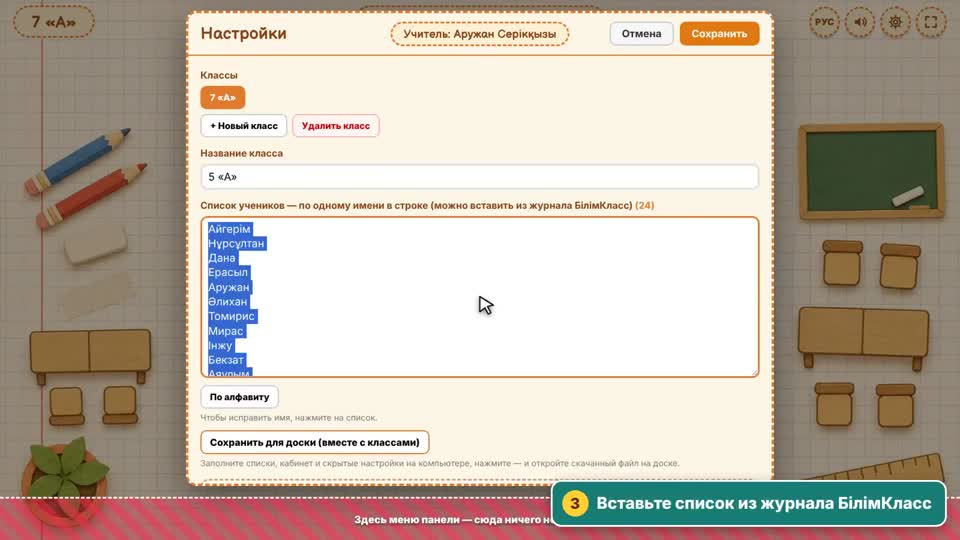 7 «А»
Настройки
Учитель: Аружан Серікқызы
Отмена
Сохранить
РУС
Классы
7 «А»
+ Новый класс
Удалить класс
Название класса
5 «А»
Список учеников — по одному имени в строке (можно вставить из журнала БілімКласс) (24)
Айгерім
Нұрсұлтан
Дана
Ерасыл
Аружан
Әлихан
Томирис
Мирас
Інжу
Бекзат
Аяулым
По алфавиту
Чтобы исправить имя, нажмите на список.
Сохранить для доски (вместе с классами)
Заполните списки, кабинет и скрытые настройки на компьютере, нажмите — и откройте скачанный файл на доске.
3 Вставьте список из журнала БілімКласс
Здесь меню панели — сюда ничего